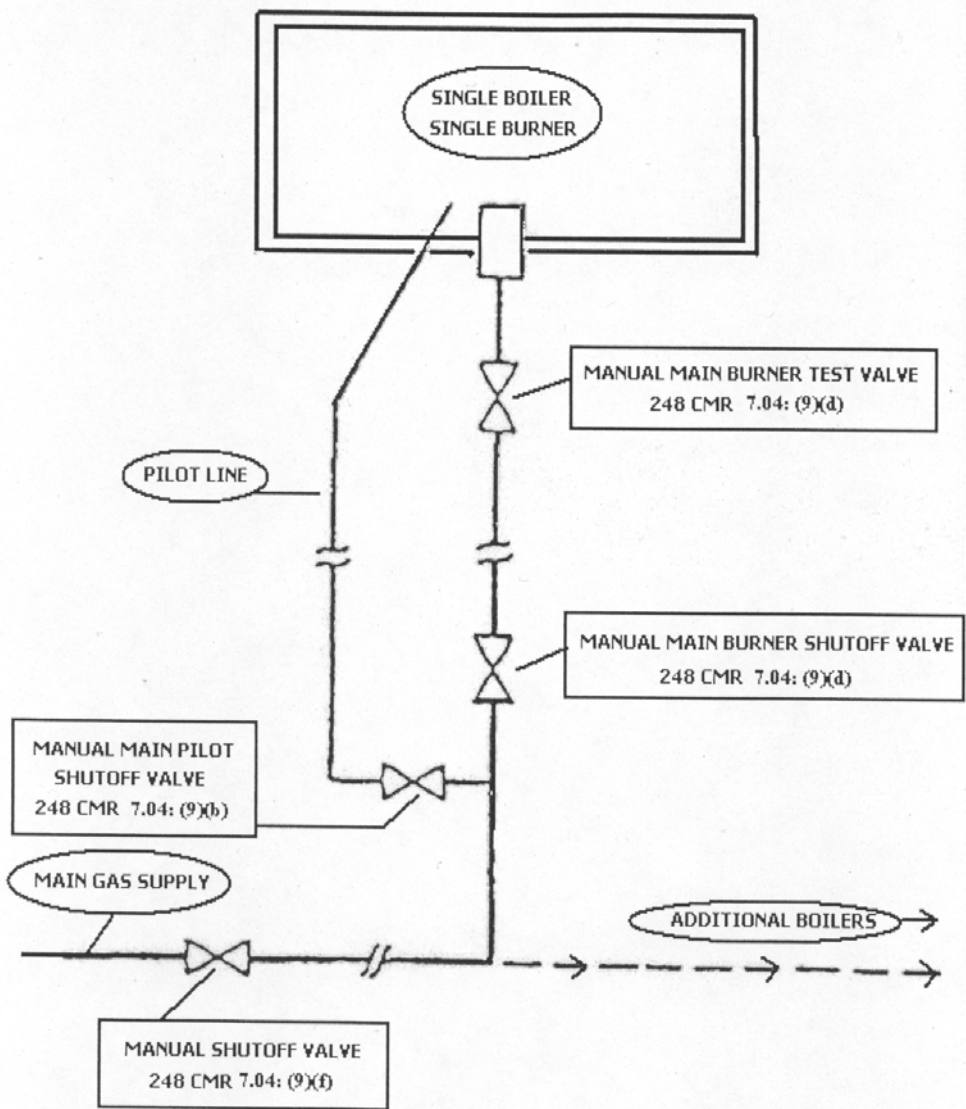 SINGLE BOILER
SINGLE BURNER
MANUAL MAIN BURNER TEST VALVE
248 CMR 7.04: (9)(d)
PILOT LINE
MANUAL MAIN BURNER SHUTOFF VALVE
248 CMR 7.04: (9)(d)
MANUAL MAIN PILOT
SHUTOFF VALVE
248 CMR 7.04: (9)(b)
MAIN GAS SUPPLY
ADDITIONAL BOILERS
MANUAL SHUTOFF VALVE
248 CMR 7.04: (9)(f)